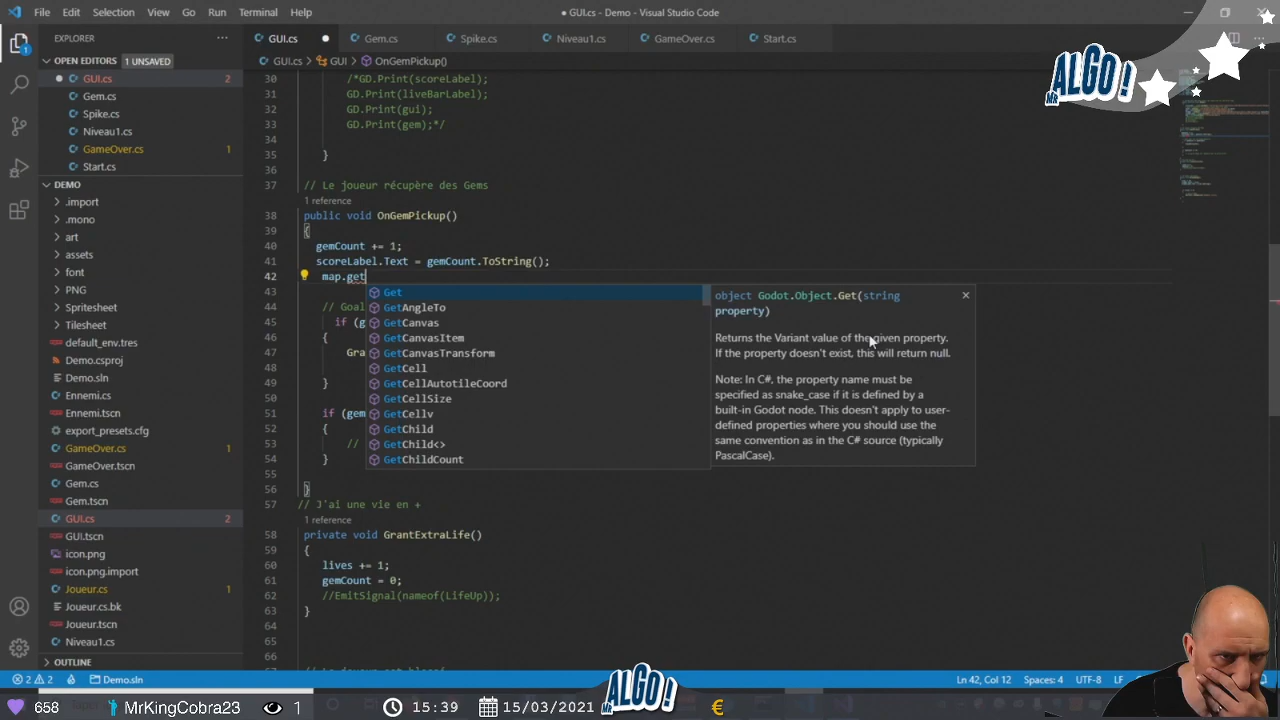 File Edit Selection View Go Run Terminal Help
● GUI.cs - Demo - Visual Studio Code
EXPLORER
GUI.cs Gem.cs Spike.cs Niveau1.cs GameOver.cs Start.cs
OPEN EDITORS 1 UNSAVED
GUI.cs > GUI > OnGemPickup()
GUI.cs 2
Gem.cs
Spike.cs
Niveau1.cs
GameOver.cs 1
Start.cs
DEMO
.import
.mono
art
assets
font
PNG
Spritesheet
Tilesheet
default_env.tres
Demo.csproj
Demo.sln
Ennemi.cs
Ennemi.tscn
export_presets.cfg
GameOver.cs 1
GameOver.tscn
Gem.cs
Gem.tscn
GUI.cs 2
GUI.tscn
icon.png
icon.png.import
Joueur.cs 1
Joueur.cs.bk
Joueur.tscn
Niveau1.cs
OUTLINE
30 /*GD.Print(scoreLabel);
31 GD.Print(liveBarLabel);
32 GD.Print(gui);
33 GD.Print(gem);*/
34
35 }
36
37 // Le joueur récupère des Gems
1 reference
38 public void OnGemPickup()
39 {
40 gemCount += 1;
41 scoreLabel.Text = gemCount.ToString();
42 map.get
43
44 // Goal
45 if (g
46 {
47 Gra
48
49 }
50
51 if (gem
52 {
53 //
54 }
55
56 }
57 // J'ai une vie en +
1 reference
58 private void GrantExtraLife()
59 {
60 lives += 1;
61 gemCount = 0;
62 //EmitSignal(nameof(LifeUp));
63 }
64
65
66
Get
GetAngleTo
GetCanvas
GetCanvasItem
GetCanvasTransform
GetCell
GetCellAutotileCoord
GetCellSize
GetCellv
GetChild
GetChild<>
GetChildCount
object Godot.Object.Get(string
property)
Returns the Variant value of the given property.
If the property doesn't exist, this will return null.
Note: In C#, the property name must be
specified as snake_case if it is defined by a
built-in Godot node. This doesn't apply to user-
defined properties where you should use the
same convention as in the C# source (typically
PascalCase).
MR ALGO!
2 2 Demo.sln
Ln 42, Col 12 Spaces: 4 UTF-8 LF
ALGO!
658 MrKingCobra23 1 15:39 15/03/2021 €